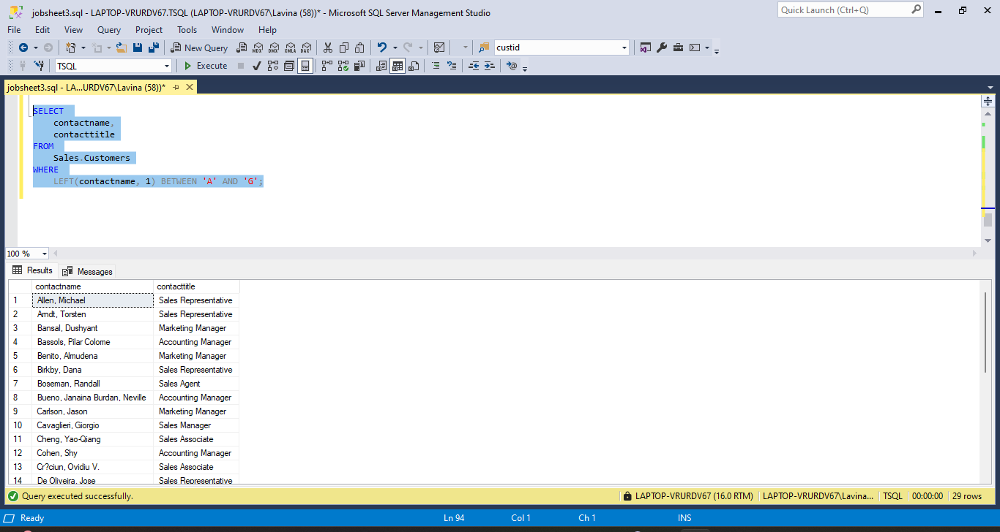 jobsheet3.sql - LAPTOP-VRURDV67.TSQL (LAPTOP-VRURDV67\Lavina (58))* - Microsoft SQL Server Management Studio
Quick Launch (Ctrl+Q)
File Edit View Query Project Tools Window Help
New Query MDX DMX XMLA DAX custid
TSQL Execute
jobsheet3.sql - LA...URDV67\Lavina (58))*
SELECT
contactname,
contacttitle
FROM
Sales.Customers
WHERE
LEFT(contactname, 1) BETWEEN 'A' AND 'G';
100 %
Results Messages
contactname contacttitle
1 Allen, Michael Sales Representative
2 Arndt, Torsten Sales Representative
3 Bansal, Dushyant Marketing Manager
4 Bassols, Pilar Colome Accounting Manager
5 Benito, Almudena Marketing Manager
6 Birkby, Dana Sales Representative
7 Boseman, Randall Sales Agent
8 Bueno, Janaina Burdan, Neville Accounting Manager
9 Carlson, Jason Marketing Manager
10 Cavaglieri, Giorgio Sales Manager
11 Cheng, Yao-Qiang Sales Associate
12 Cohen, Shy Accounting Manager
13 Cr?ciun, Ovidiu V. Sales Associate
14 De Oliveira, Jose Sales Representative
Query executed successfully. LAPTOP-VRURDV67 (16.0 RTM) LAPTOP-VRURDV67\Lavina... TSQL 00:00:00 29 rows
Ready Ln 94 Col 1 Ch 1 INS